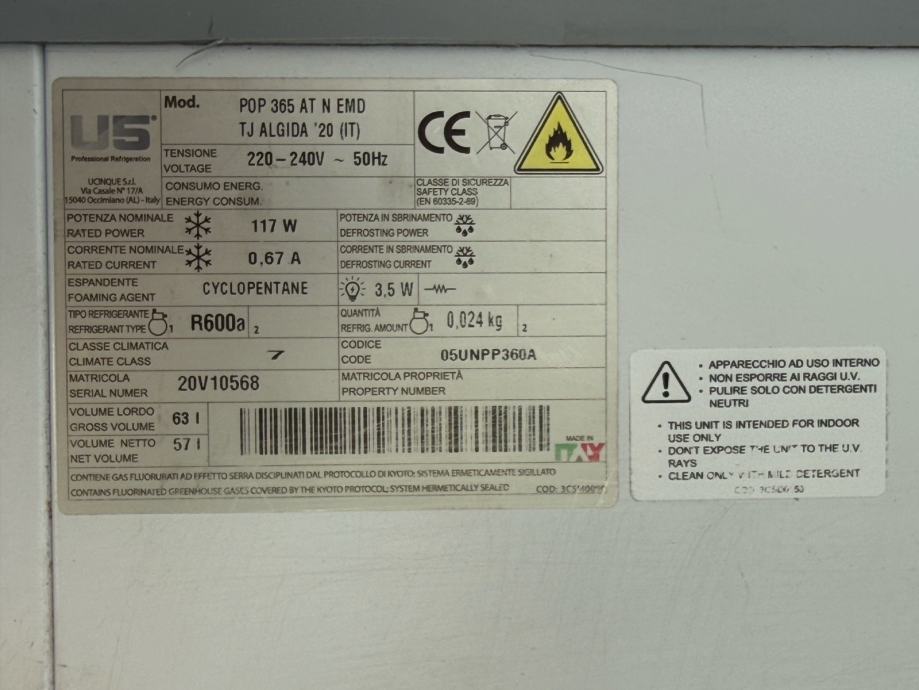 US
Professional Refrigeration
UCINQUE S.r.l.
Via Casale N° 17/A
15040 Occimiano (AL) - Italy
Mod. POP 365 AT N EMD
TJ ALGIDA '20 (IT)
TENSIONE
VOLTAGE
220-240V ~ 50Hz
CE
CONSUMO ENERG.
ENERGY CONSUM.
CLASSE DI SICUREZZA
SAFETY CLASS
(EN 60335-2-89)
POTENZA NOMINALE
RATED POWER
117 W
POTENZA IN SBRINAMENTO
DEFROSTING POWER
CORRENTE NOMINALE
RATED CURRENT
0,67 A
CORRENTE IN SBRINAMENTO
DEFROSTING CURRENT
ESPANDENTE
FOAMING AGENT
CYCLOPENTANE
3,5 W
TIPO REFRIGERANTE
REFRIGERANT TYPE
1 R600a 2
QUANTITÀ
REFRIG. AMOUNT
1 0,024 kg 2
CLASSE CLIMATICA
CLIMATE CLASS
7
CODICE
CODE
05UNPP360A
MATRICOLA
SERIAL NUMER
20V10568
MATRICOLA PROPRIETÀ
PROPERTY NUMBER
VOLUME LORDO
GROSS VOLUME
63 l
VOLUME NETTO
NET VOLUME
57 l
MADE IN
ITALY
CONTIENE GAS FLUORURATI AD EFFETTO SERRA DISCIPLINATI DAL PROTOCOLLO DI KYOTO: SISTEMA ERMETICAMENTE SIGILLATO
CONTAINS FLUORINATED GREENHOUSE GASES COVERED BY THE KYOTO PROTOCOL; SYSTEM HERMETICALLY SEALED
COD:
• APPARECCHIO AD USO INTERNO
• NON ESPORRE AI RAGGI U.V.
• PULIRE SOLO CON DETERGENTI
NEUTRI
• THIS UNIT IS INTENDED FOR INDOOR
USE ONLY
• DON'T EXPOSE THE UNIT TO THE U.V.
RAYS
• CLEAN ONLY WITH MILD DETERGENT